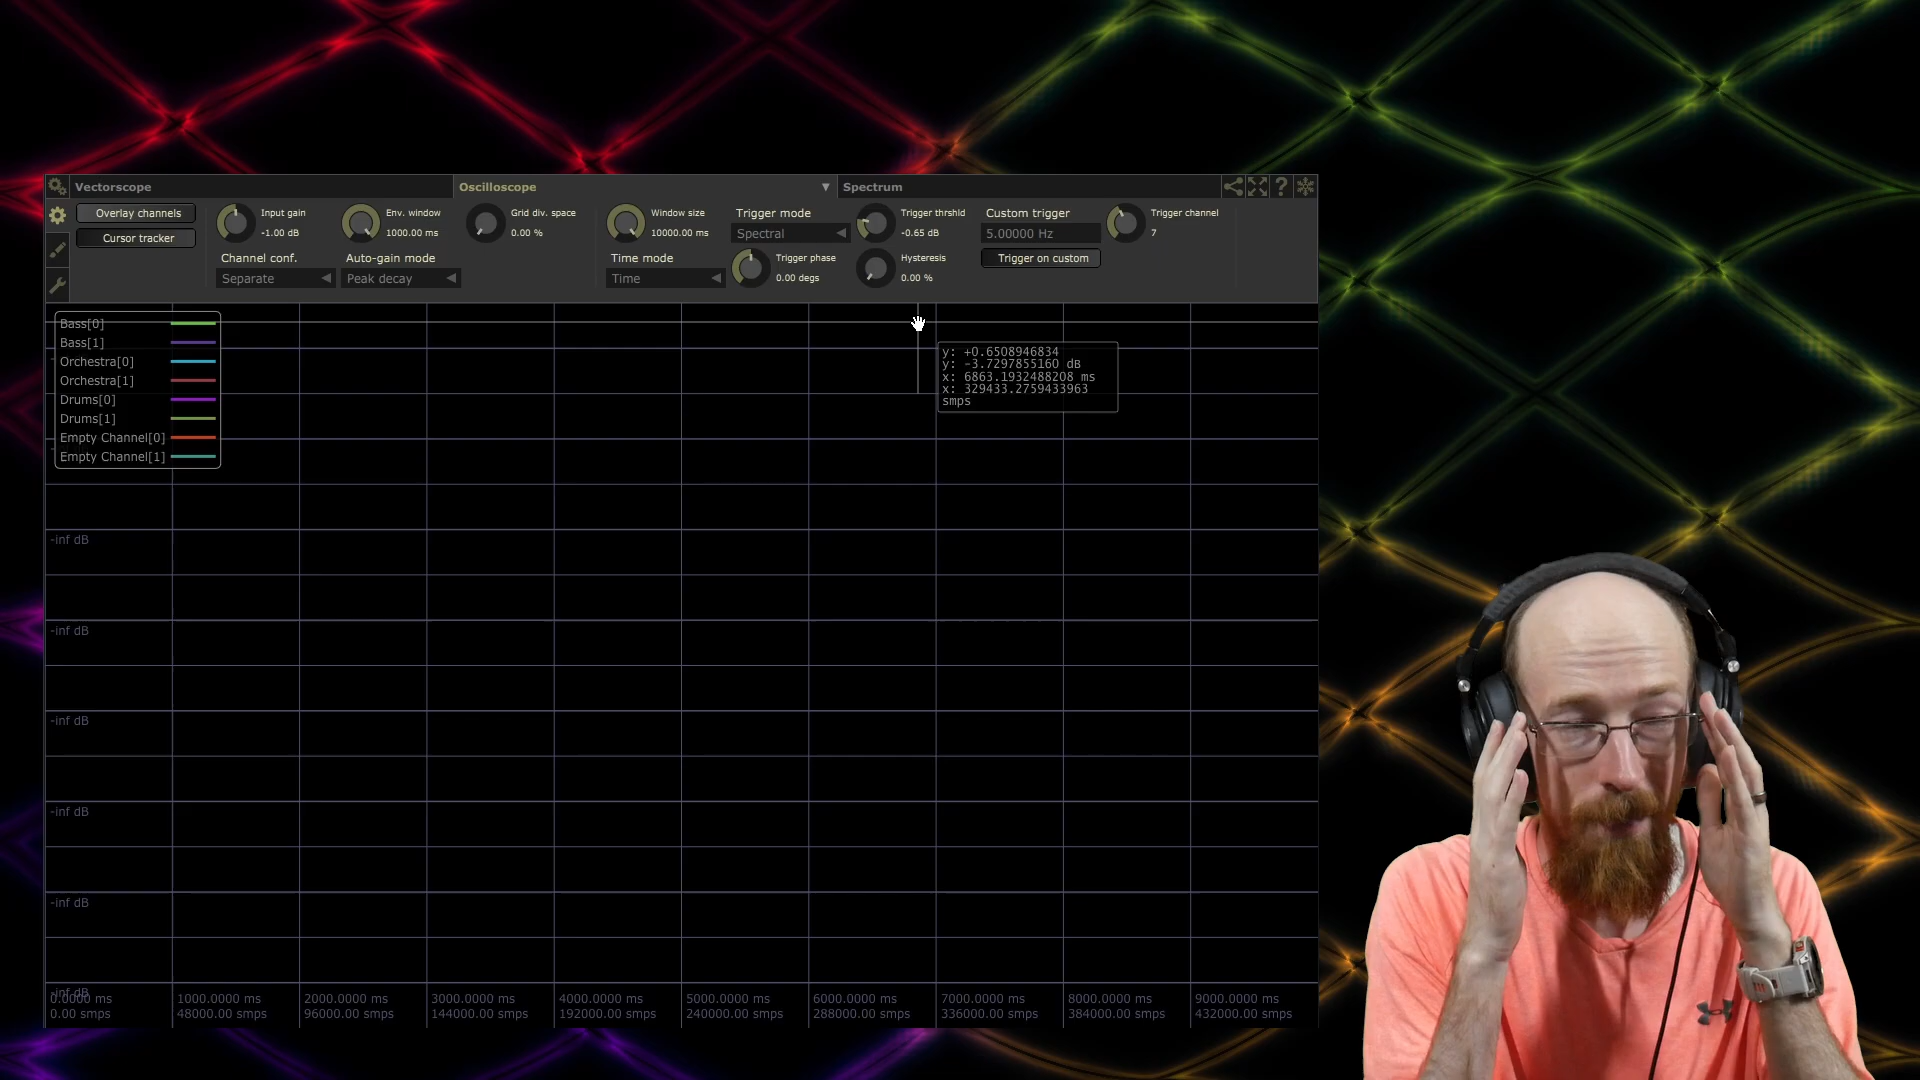 Vectorscope
Oscilloscope
Spectrum
Overlay channels
Cursor tracker
Input gain
-1.00 dB
Env. window
1000.00 ms
Grid div. space
0.00 %
Channel conf.
Separate
Auto-gain mode
Peak decay
Window size
10000.00 ms
Trigger mode
Spectral
Trigger thrshld
-0.65 dB
Custom trigger
5.00000 Hz
Trigger channel
7
Time mode
Time
Trigger phase
0.00 degs
Hysteresis
0.00 %
Trigger on custom
Bass[0]
Bass[1]
Orchestra[0]
Orchestra[1]
Drums[0]
Drums[1]
Empty Channel[0]
Empty Channel[1]
y: +0.6508946834
y: -3.7297855160 dB
x: 6863.1932488208 ms
x: 329433.2759433963
smps
-inf dB
-inf dB
-inf dB
-inf dB
-inf dB
-inf dB
0.0000 ms
0.00 smps
1000.0000 ms
48000.00 smps
2000.0000 ms
96000.00 smps
3000.0000 ms
144000.00 smps
4000.0000 ms
192000.00 smps
5000.0000 ms
240000.00 smps
6000.0000 ms
288000.00 smps
7000.0000 ms
336000.00 smps
8000.0000 ms
384000.00 smps
9000.0000 ms
432000.00 smps